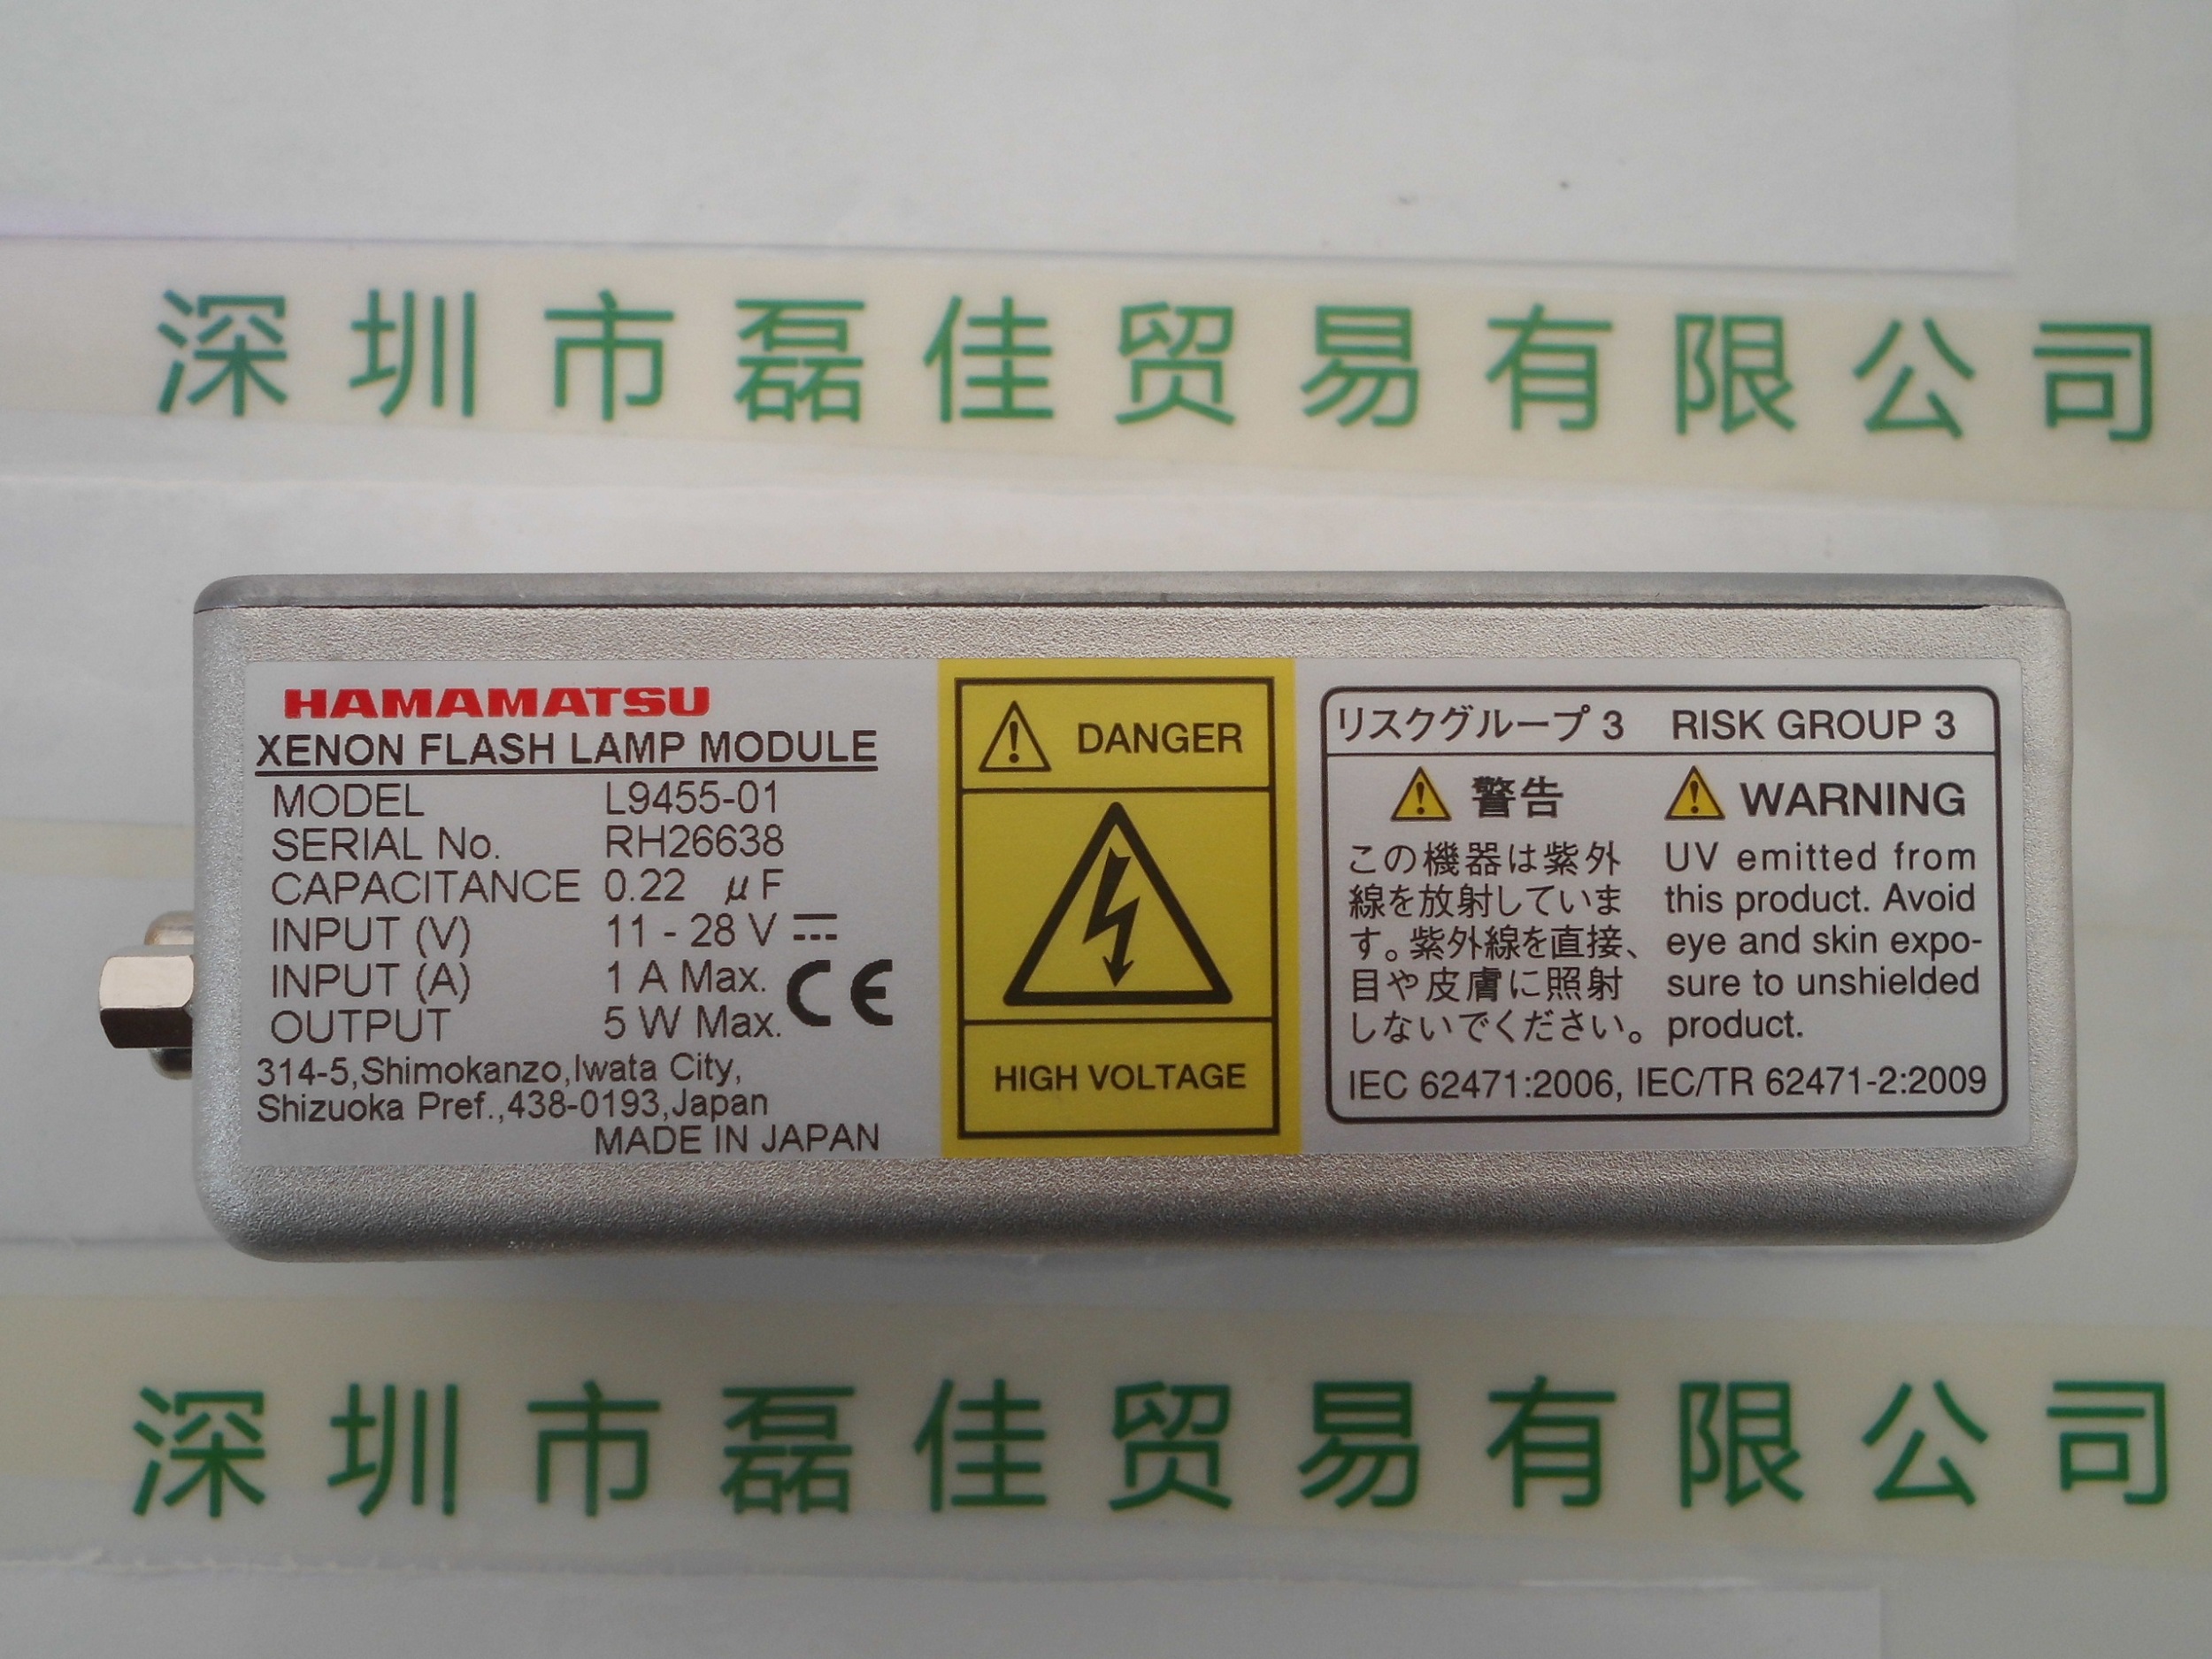 深圳市磊佳贸易有限公司
HAMAMATSU
XENON FLASH LAMP MODULE
MODEL L9455-01
SERIAL No. RH26638
CAPACITANCE 0.22 μF
INPUT (V) 11 - 28 V ⎓
INPUT (A) 1 A Max.
OUTPUT 5 W Max.
CE
314-5,Shimokanzo,Iwata City,
Shizuoka Pref.,438-0193,Japan
MADE IN JAPAN
DANGER
HIGH VOLTAGE
リスクグループ 3 RISK GROUP 3
警告
この機器は紫外
線を放射していま
す。紫外線を直接、
目や皮膚に照射
しないでください。
WARNING
UV emitted from
this product. Avoid
eye and skin expo-
sure to unshielded
product.
IEC 62471:2006, IEC/TR 62471-2:2009
深圳市磊佳贸易有限公司